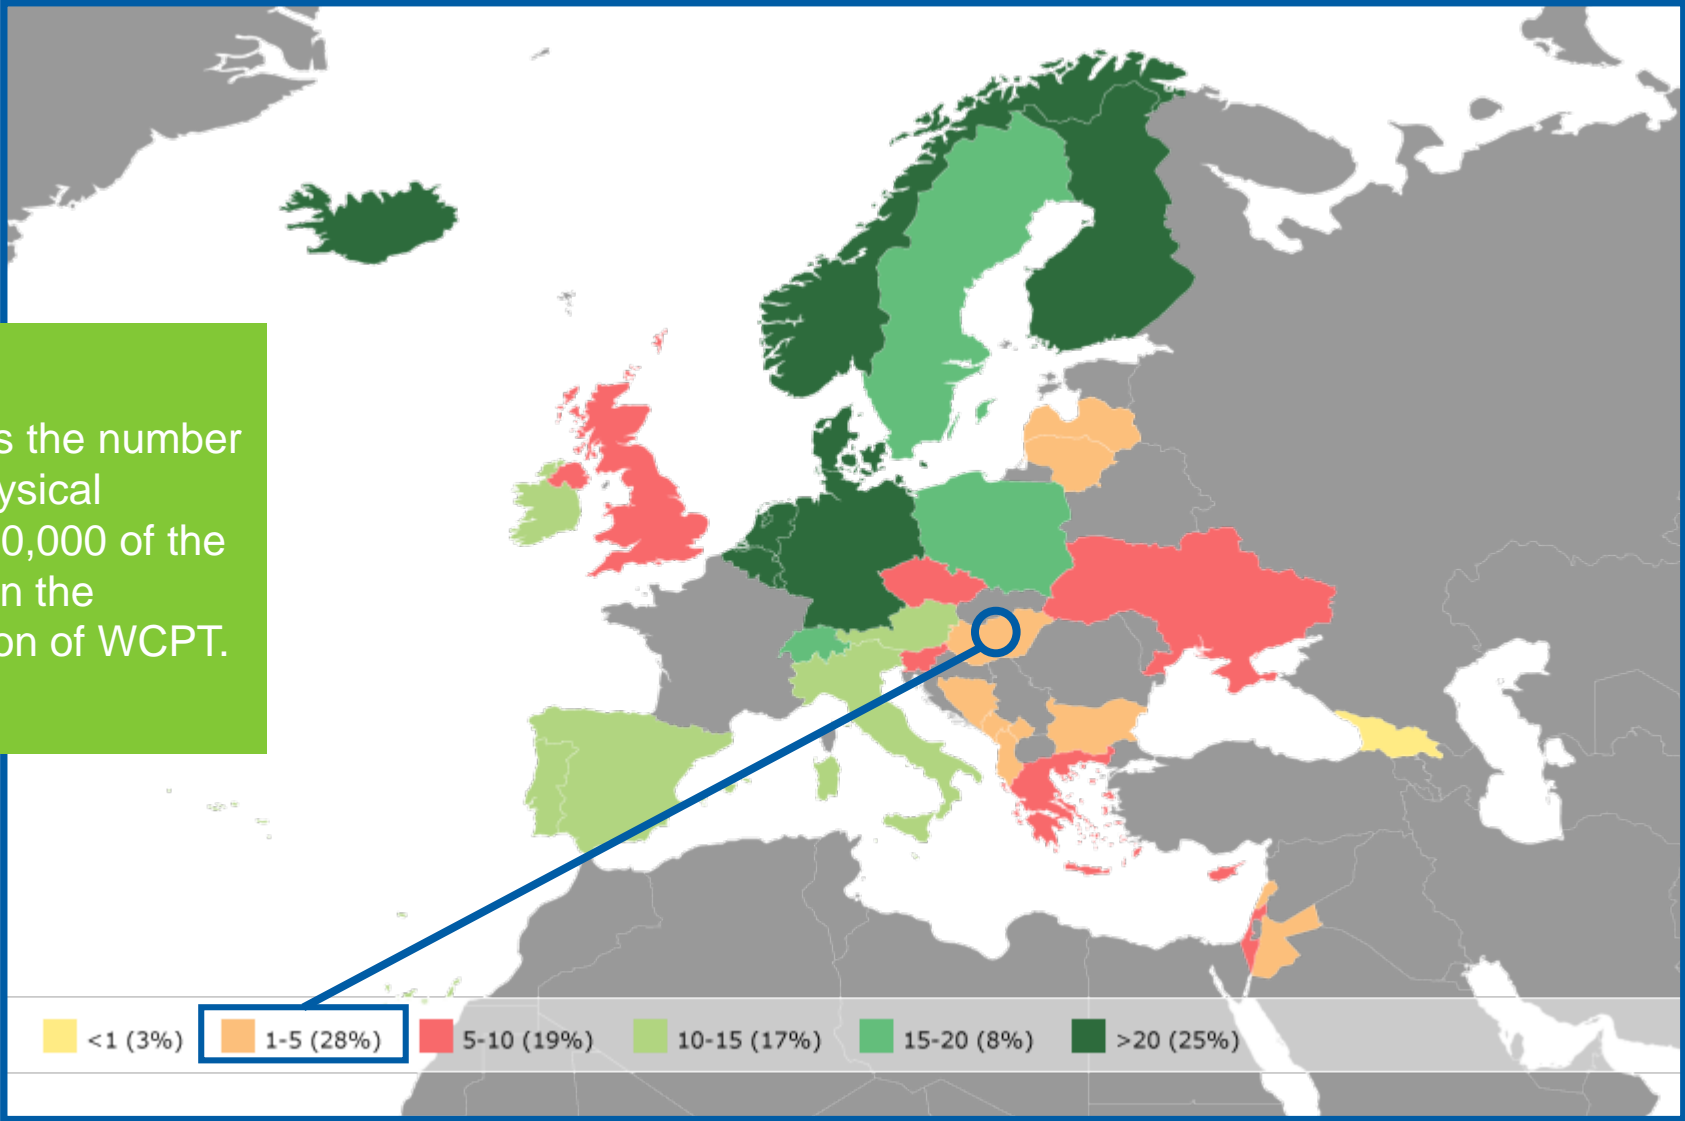 s the number
ysical
0,000 of the
n the
on of WCPT.
<1 (3%) 1-5 (28%) 5-10 (19%) 10-15 (17%) 15-20 (8%) >20 (25%)